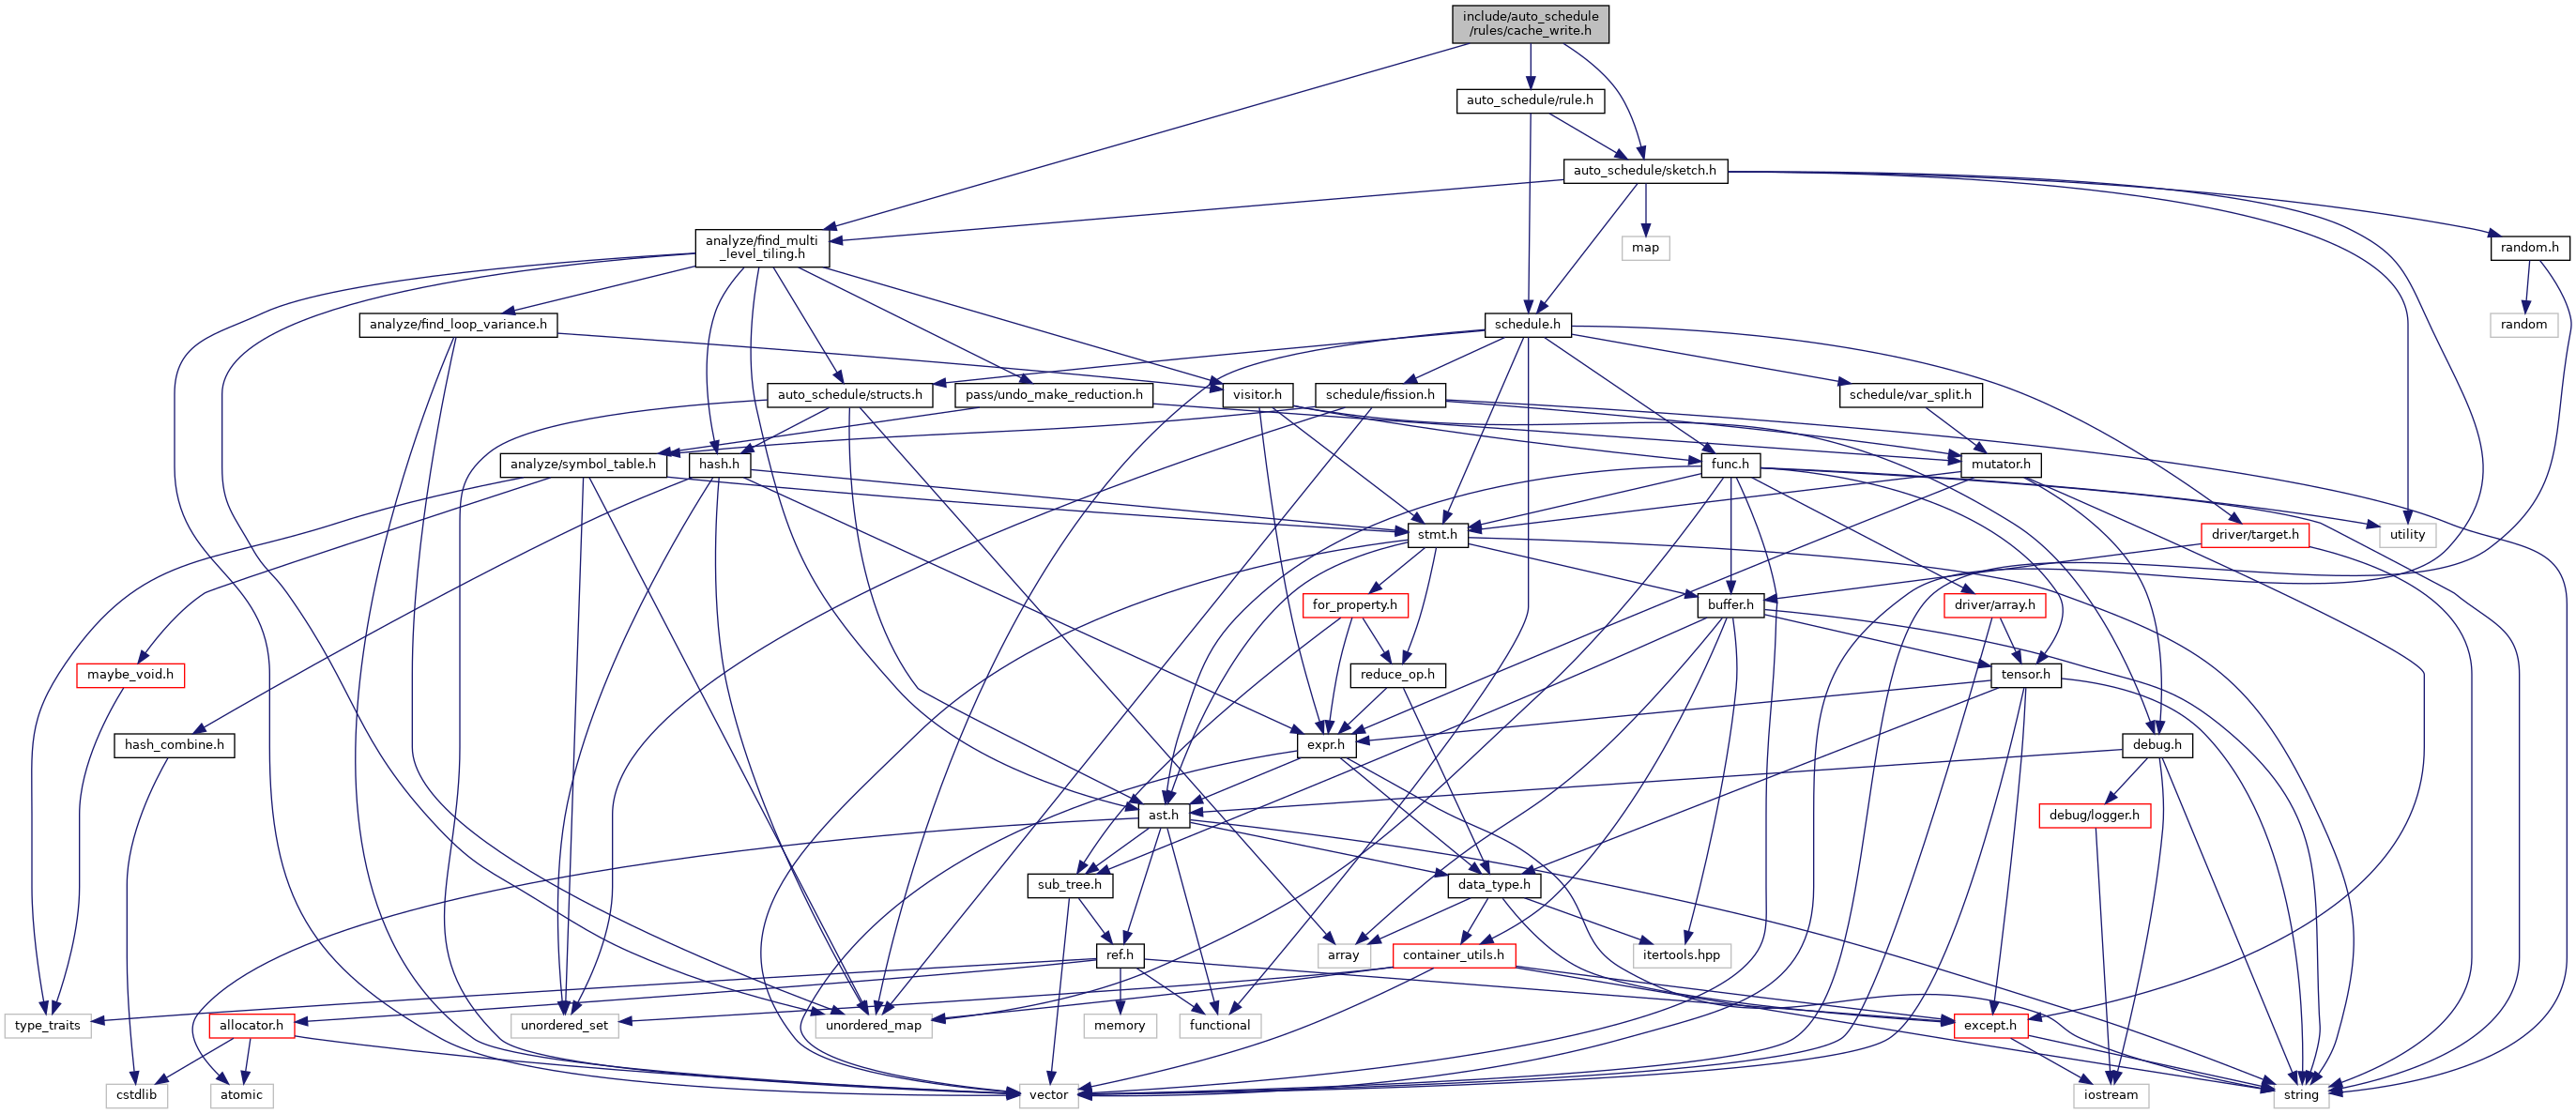 include/auto_schedule
/rules/cache_write.h
auto_schedule/rule.h
auto_schedule/sketch.h
analyze/find_multi
_level_tiling.h
map
random.h
analyze/find_loop_variance.h
schedule.h
random
auto_schedule/structs.h
pass/undo_make_reduction.h
visitor.h
schedule/fission.h
schedule/var_split.h
analyze/symbol_table.h
hash.h
func.h
mutator.h
stmt.h
driver/target.h
utility
for_property.h
buffer.h
driver/array.h
maybe_void.h
reduce_op.h
tensor.h
hash_combine.h
expr.h
debug.h
ast.h
debug/logger.h
sub_tree.h
data_type.h
ref.h
array
container_utils.h
itertools.hpp
type_traits
allocator.h
unordered_set
unordered_map
memory
functional
except.h
cstdlib
atomic
vector
iostream
string